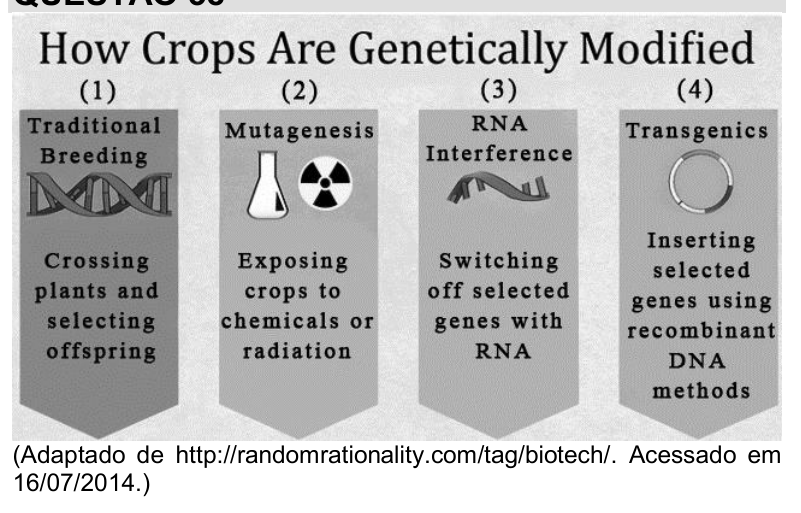 How Crops Are Genetically Modified
(1)
Traditional
Breeding
Crossing
plants and
selecting
offspring
(2)
Mutagenesis
Exposing
crops to
chemicals or
radiation
(3)
RNA
Interference
Switching
off selected
genes with
RNA
(4)
Transgenics
Inserting
selected
genes using
recombinant
DNA
methods
(Adaptado de http://randomrationality.com/tag/biotech/. Acessado em
16/07/2014.)